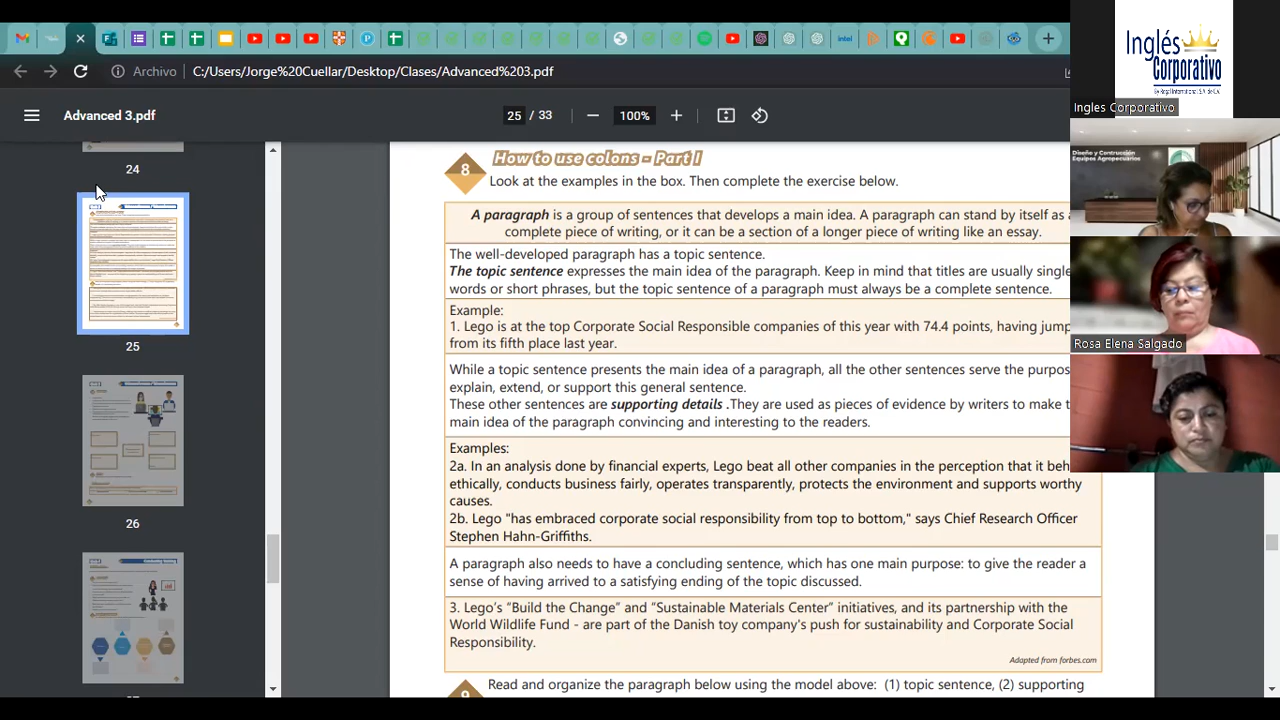 Archivo
C:/Users/Jorge%20Cuellar/Desktop/Clases/Advanced%203.pdf
Advanced 3.pdf
25 / 33
100%
24
25
26
8
How to use colons - Part I
Look at the examples in the box. Then complete the exercise below.
A paragraph is a group of sentences that develops a main idea. A paragraph can stand by itself as
complete piece of writing, or it can be a section of a longer piece of writing like an essay.
The well-developed paragraph has a topic sentence.
The topic sentence expresses the main idea of the paragraph. Keep in mind that titles are usually single
words or short phrases, but the topic sentence of a paragraph must always be a complete sentence.
Example:
1. Lego is at the top Corporate Social Responsible companies of this year with 74.4 points, having jump
from its fifth place last year.
While a topic sentence presents the main idea of a paragraph, all the other sentences serve the purpos
explain, extend, or support this general sentence.
These other sentences are supporting details .They are used as pieces of evidence by writers to make t
main idea of the paragraph convincing and interesting to the readers.
Examples:
2a. In an analysis done by financial experts, Lego beat all other companies in the perception that it beh
ethically, conducts business fairly, operates transparently, protects the environment and supports worthy
causes.
2b. Lego "has embraced corporate social responsibility from top to bottom," says Chief Research Officer
Stephen Hahn-Griffiths.
A paragraph also needs to have a concluding sentence, which has one main purpose: to give the reader a
sense of having arrived to a satisfying ending of the topic discussed.
3. Lego's "Build the Change" and "Sustainable Materials Center" initiatives, and its partnership with the
World Wildlife Fund - are part of the Danish toy company's push for sustainability and Corporate Social
Responsibility.
Adapted from forbes.com
9
Read and organize the paragraph below using the model above: (1) topic sentence, (2) supporting
intel
Inglés
Corporativo
By Regal International S.A. de C.V.
Ingles Corporativo
Diseño y Contrucción
Equipos Agropecuarios
Rosa Elena Salgado